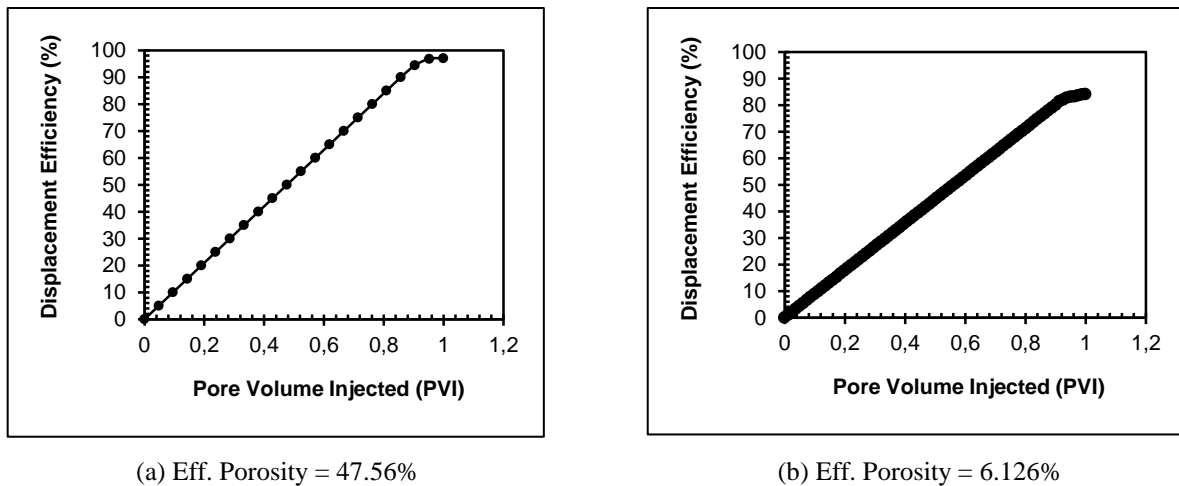 Displacement Efficiency (%)
100
90
80
70
60
50
40
30
20
10
0
0 0,2 0,4 0,6 0,8 1 1,2
Pore Volume Injected (PVI)
(a) Eff. Porosity = 47.56%
Displacement Efficiency (%)
100
90
80
70
60
50
40
30
20
10
0
0 0,2 0,4 0,6 0,8 1 1,2
Pore Volume Injected (PVI)
(b) Eff. Porosity = 6.126%